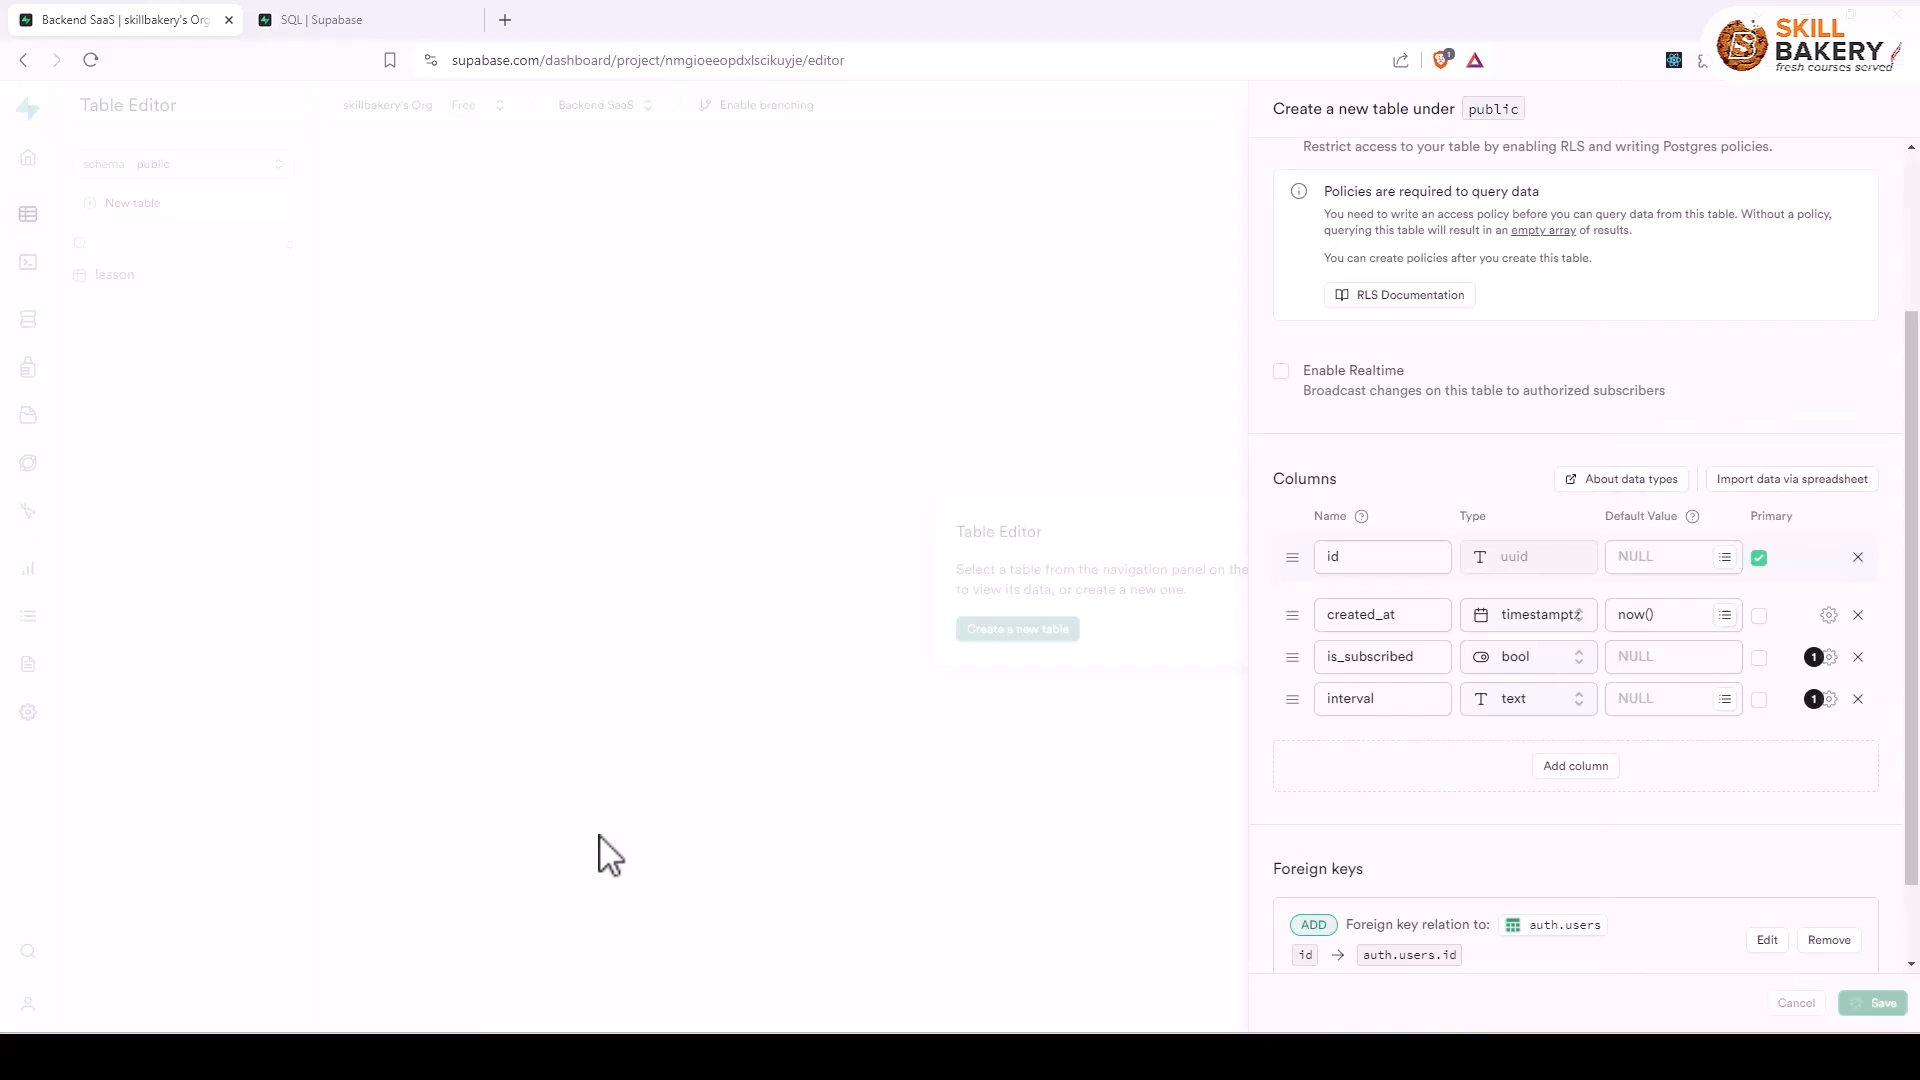 Backend SaaS | skillbakery's Org
SQL | Supabase
supabase.com/dashboard/project/nmgioeeopdxlscikuyje/editor
1
SKILL
BAKERY
fresh courses served
Table Editor
skillbakery's Org
Free
Backend SaaS
Enable branching
schema public
New table
lesson
Table Editor
Select a table from the navigation panel on the
to view its data, or create a new one.
Create a new table
Create a new table under public
Restrict access to your table by enabling RLS and writing Postgres policies.
Policies are required to query data
You need to write an access policy before you can query data from this table. Without a policy,
querying this table will result in an empty array of results.
You can create policies after you create this table.
RLS Documentation
Enable Realtime
Broadcast changes on this table to authorized subscribers
Columns
About data types
Import data via spreadsheet
Name Type Default Value Primary
id uuid NULL
created_at timestamptz now()
is_subscribed bool NULL 1
interval text NULL 1
Add column
Foreign keys
ADD Foreign key relation to: auth.users
id → auth.users.id
Edit
Remove
Cancel
Save